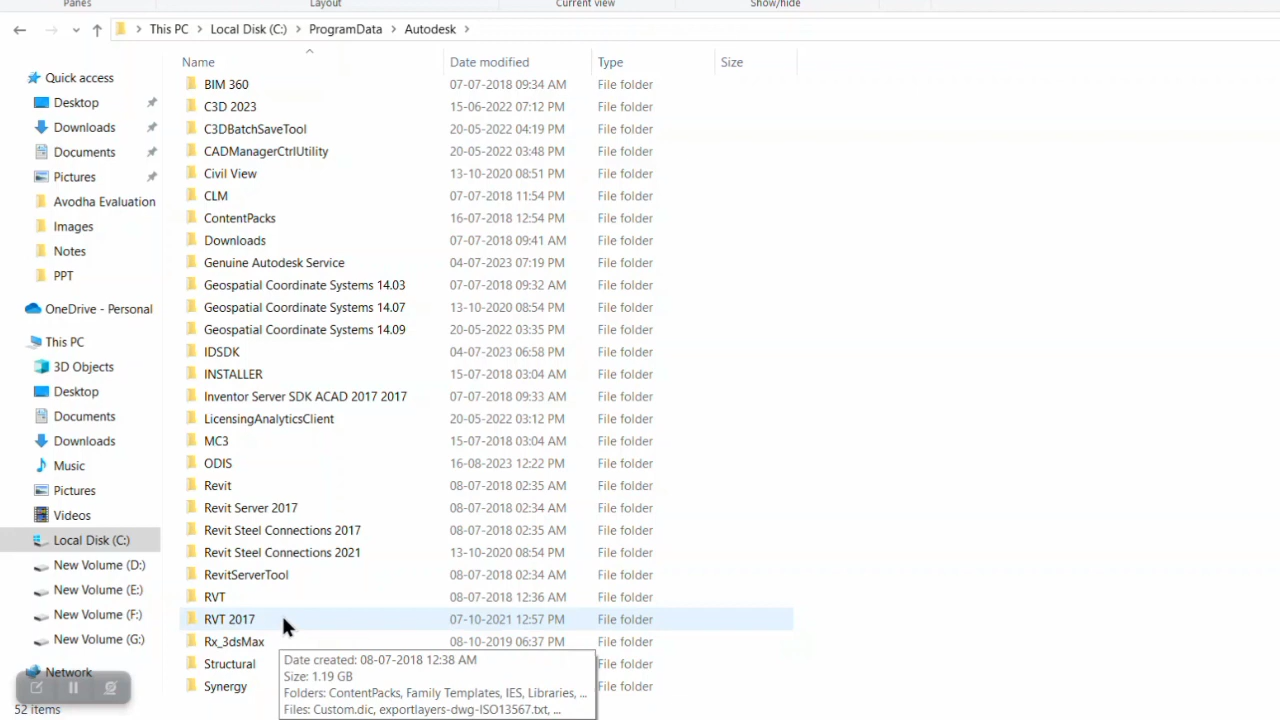 Panes Layout Current view Show/hide
This PC Local Disk (C:) ProgramData Autodesk
Name Date modified Type Size
Quick access
Desktop
Downloads
Documents
Pictures
Avodha Evaluation
Images
Notes
PPT
OneDrive - Personal
This PC
3D Objects
Desktop
Documents
Downloads
Music
Pictures
Videos
Local Disk (C:)
New Volume (D:)
New Volume (E:)
New Volume (F:)
New Volume (G:)
Network
BIM 360 07-07-2018 09:34 AM File folder
C3D 2023 15-06-2022 07:12 PM File folder
C3DBatchSaveTool 20-05-2022 04:19 PM File folder
CADManagerCtrlUtility 20-05-2022 03:48 PM File folder
Civil View 13-10-2020 08:51 PM File folder
CLM 07-07-2018 11:54 PM File folder
ContentPacks 16-07-2018 12:54 PM File folder
Downloads 07-07-2018 09:41 AM File folder
Genuine Autodesk Service 04-07-2023 07:19 PM File folder
Geospatial Coordinate Systems 14.03 07-07-2018 09:32 AM File folder
Geospatial Coordinate Systems 14.07 13-10-2020 08:54 PM File folder
Geospatial Coordinate Systems 14.09 20-05-2022 03:35 PM File folder
IDSDK 04-07-2023 06:58 PM File folder
INSTALLER 15-07-2018 03:04 AM File folder
Inventor Server SDK ACAD 2017 2017 07-07-2018 09:33 AM File folder
LicensingAnalyticsClient 20-05-2022 03:12 PM File folder
MC3 15-07-2018 03:04 AM File folder
ODIS 16-08-2023 12:22 PM File folder
Revit 08-07-2018 02:35 AM File folder
Revit Server 2017 08-07-2018 02:34 AM File folder
Revit Steel Connections 2017 08-07-2018 02:35 AM File folder
Revit Steel Connections 2021 13-10-2020 08:54 PM File folder
RevitServerTool 08-07-2018 02:34 AM File folder
RVT 08-07-2018 12:36 AM File folder
RVT 2017 07-10-2021 12:57 PM File folder
Rx_3dsMax 08-10-2019 06:37 PM File folder
Structural File folder
Synergy File folder
Date created: 08-07-2018 12:38 AM
Size: 1.19 GB
Folders: ContentPacks, Family Templates, IES, Libraries, ...
Files: Custom.dic, exportlayers-dwg-ISO13567.txt, ...
52 items